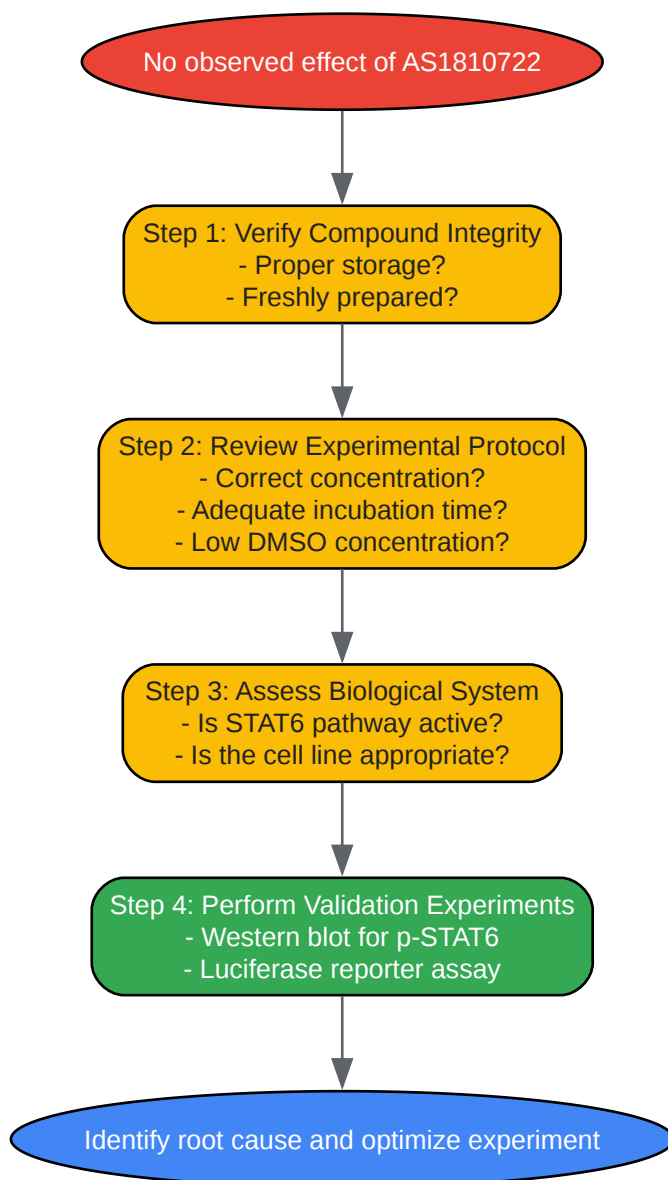 No observed effect of AS1810722
Step 1: Verify Compound Integrity
- Proper storage?
- Freshly prepared?
Step 2: Review Experimental Protocol
- Correct concentration?
- Adequate incubation time?
- Low DMSO concentration?
Step 3: Assess Biological System
- Is STAT6 pathway active?
- Is the cell line appropriate?
Step 4: Perform Validation Experiments
- Western blot for p-STAT6
- Luciferase reporter assay
Identify root cause and optimize experiment